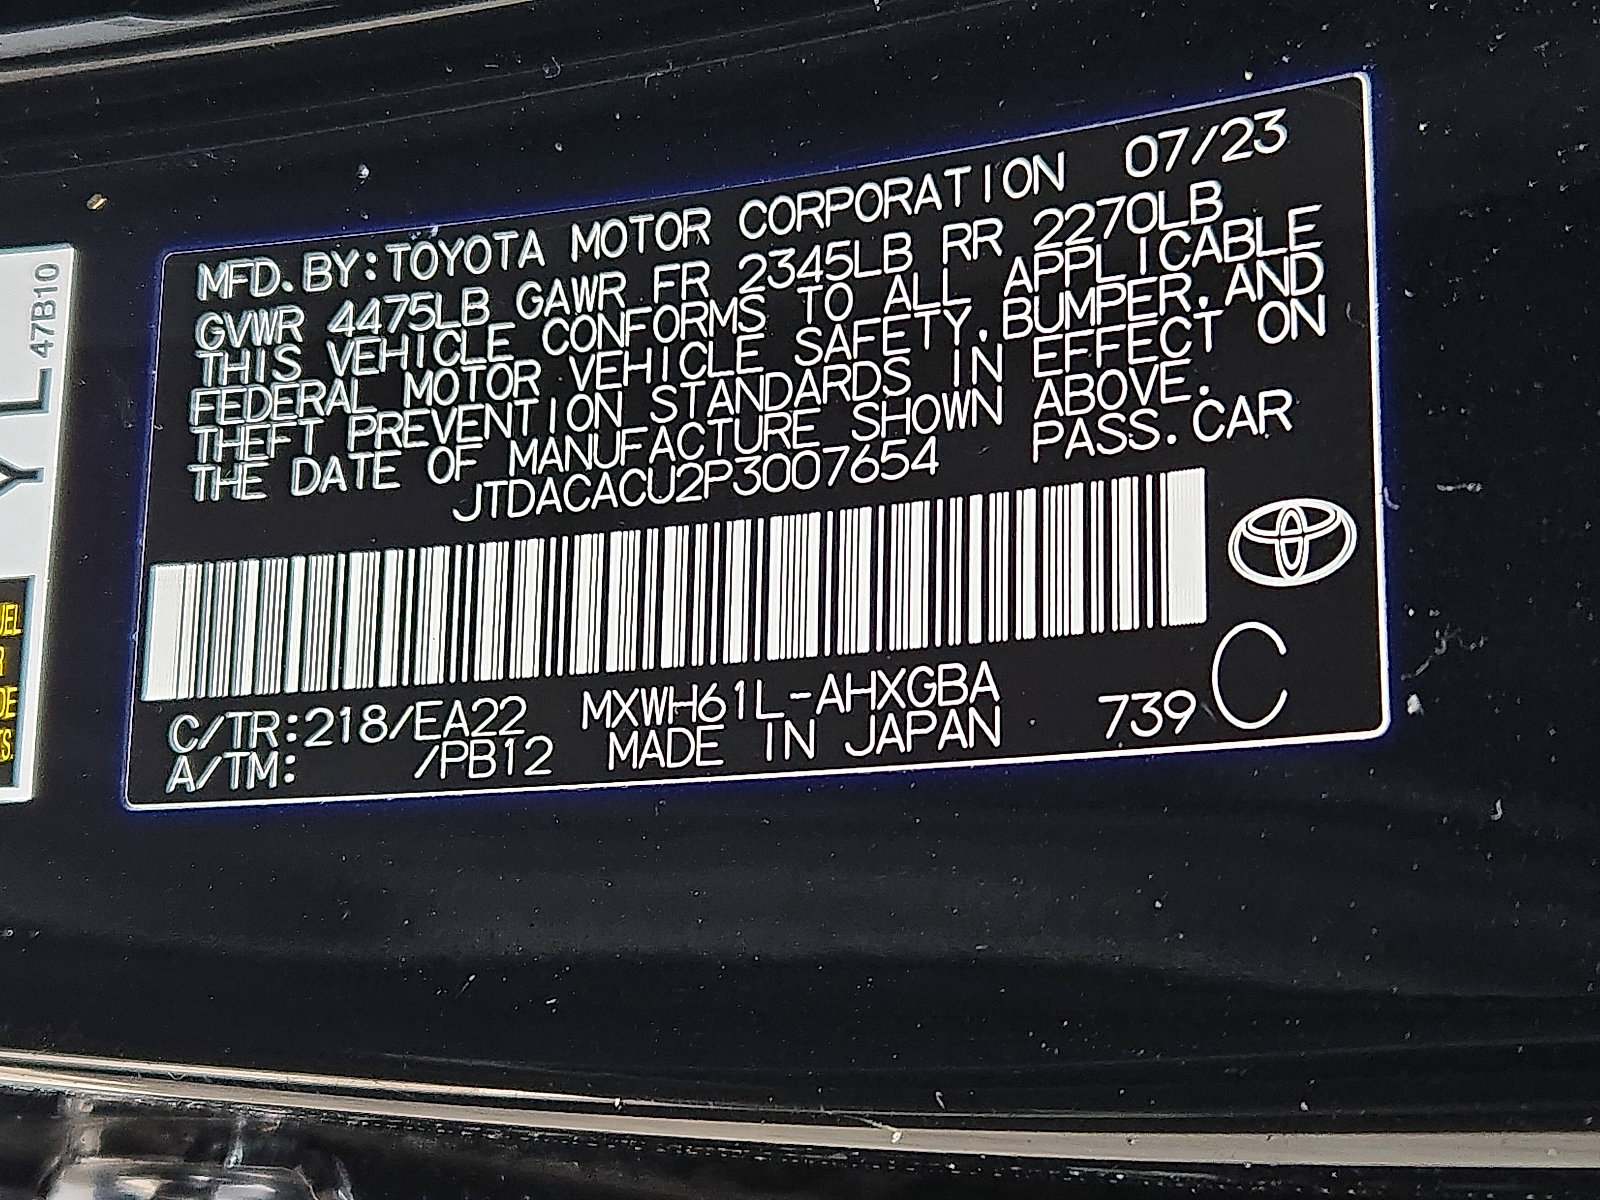 MFD.BY:TOYOTA MOTOR CORPORATION 07/23
GVWR 4475LB GAWR FR 2345LB RR 2270LB
THIS VEHICLE CONFORMS TO ALL APPLICABLE
FEDERAL MOTOR VEHICLE SAFETY,BUMPER,AND
THEFT PREVENTION STANDARDS IN EFFECT ON
THE DATE OF MANUFACTURE SHOWN ABOVE.
JTDACACU2P3007654 PASS.CAR
C/TR:218/EA22 MXWH61L-AHXGBA
A/TM: /PB12 MADE IN JAPAN 739 C
47B10
YL